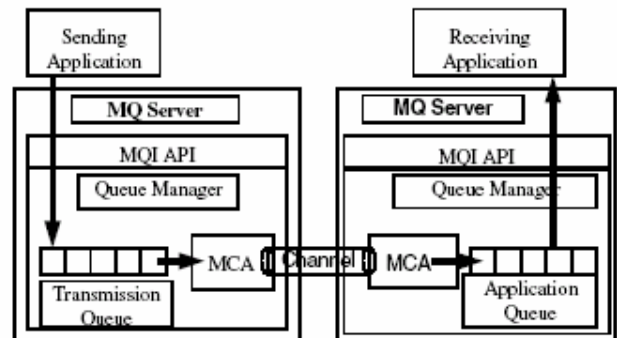 Sending
Application
Receiving
Application
MQ Server
MQ Server
MQI API
MQI API
Queue Manager
Queue Manager
MCA
Channel
MCA
Transmission
Queue
Application
Queue